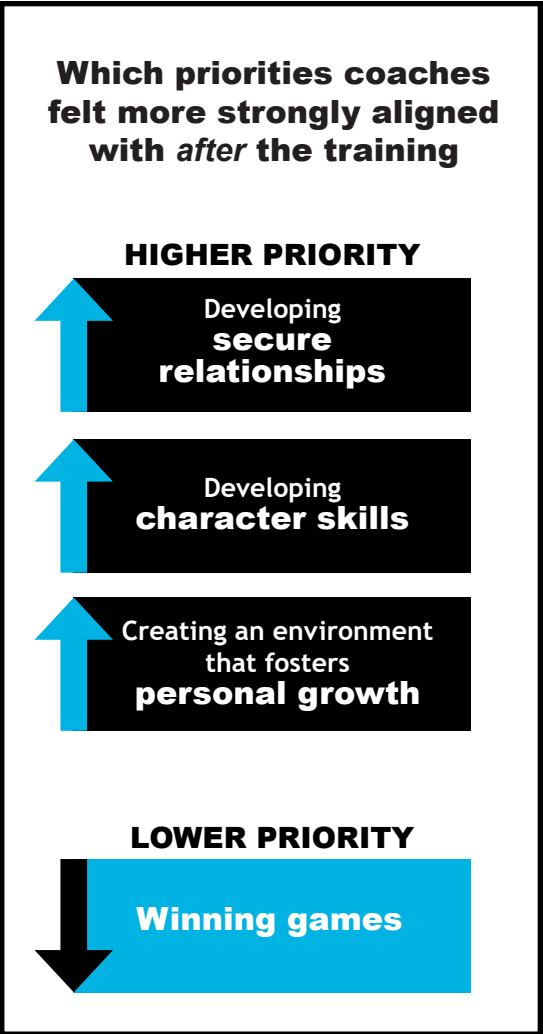 Which priorities coaches
felt more strongly aligned
with after the training
HIGHER PRIORITY
Developing
secure
relationships
Developing
character skills
Creating an environment
that fosters
personal growth
LOWER PRIORITY
Winning games